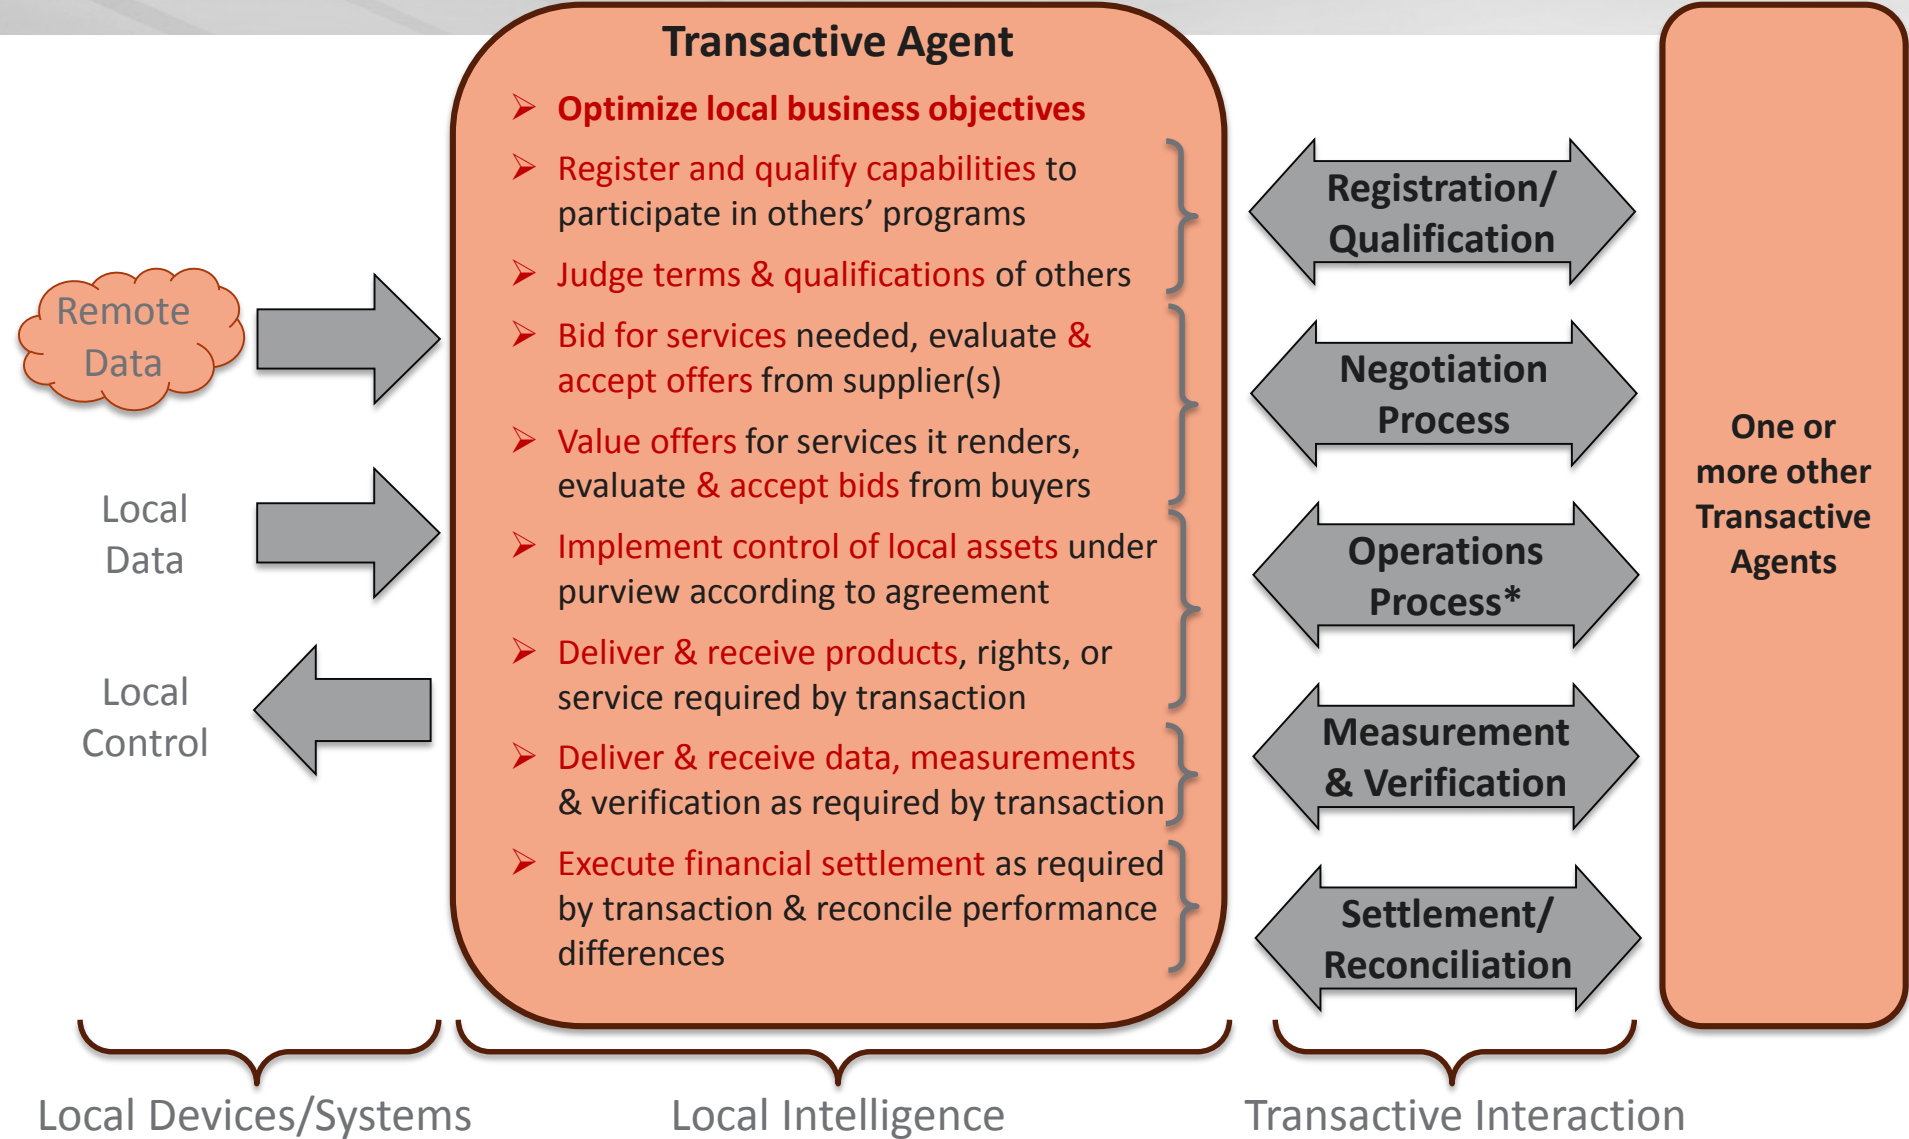 Transactive Agent
➢ Optimize local business objectives
➢ Register and qualify capabilities to
participate in others’ programs
➢ Judge terms & qualifications of others
➢ Bid for services needed, evaluate &
accept offers from supplier(s)
➢ Value offers for services it renders,
evaluate & accept bids from buyers
➢ Implement control of local assets under
purview according to agreement
➢ Deliver & receive products, rights, or
service required by transaction
➢ Deliver & receive data, measurements
& verification as required by transaction
➢ Execute financial settlement as required
by transaction & reconcile performance
differences
Remote
Data
Local
Data
Local
Control
Registration/
Qualification
Negotiation
Process
Operations
Process*
Measurement
& Verification
Settlement/
Reconciliation
One or
more other
Transactive
Agents
Local Devices/Systems
Local Intelligence
Transactive Interaction